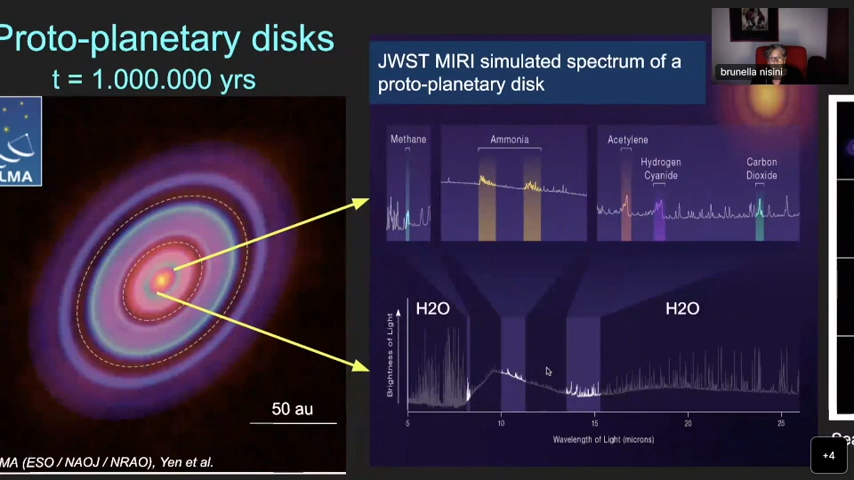 Proto-planetary disks
t = 1.000.000 yrs
LMA
50 au
MA (ESO / NAOJ / NRAO), Yen et al.
JWST MIRI simulated spectrum of a
proto-planetary disk
brunella nisini
Methane
Ammonia
Acetylene
Hydrogen
Cyanide
Carbon
Dioxide
H2O
H2O
Brightness of Light
5 10 15 20 25
Wavelength of Light (microns)
+4